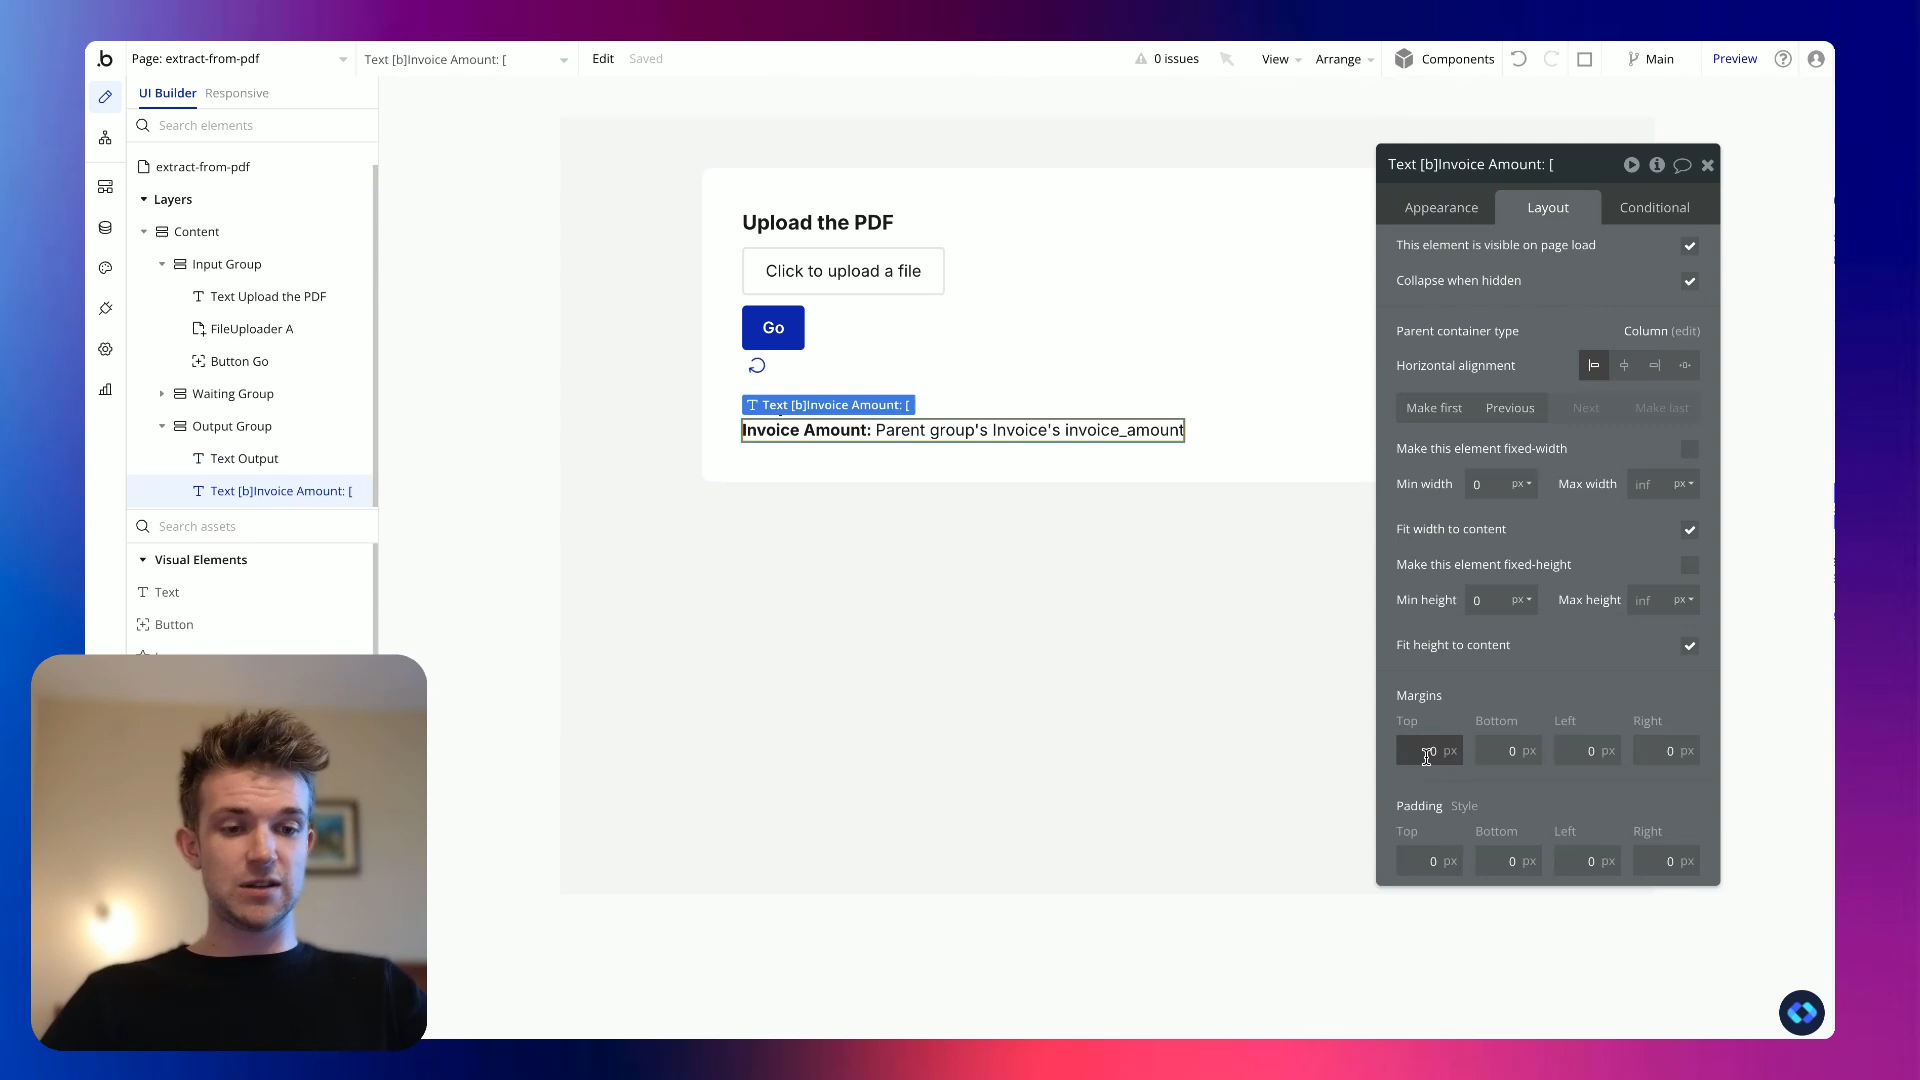 .b
Page: extract-from-pdf
Text [b]Invoice Amount: [
Edit
Saved
0 issues
View
Arrange
Components
Main
Preview
UI Builder
Responsive
Search elements
extract-from-pdf
Layers
Content
Input Group
Text Upload the PDF
FileUploader A
Button Go
Waiting Group
Output Group
Text Output
Text [b]Invoice Amount: [
Search assets
Visual Elements
Text
Button
Upload the PDF
Click to upload a file
Go
Text [b]Invoice Amount: [
Invoice Amount: Parent group's Invoice's invoice_amount
Text [b]Invoice Amount: [
Appearance
Layout
Conditional
This element is visible on page load
Collapse when hidden
Parent container type
Column (edit)
Horizontal alignment
Make first
Previous
Next
Make last
Make this element fixed-width
Min width
0 px
Max width
inf px
Fit width to content
Make this element fixed-height
Min height
0 px
Max height
inf px
Fit height to content
Margins
Top
Bottom
Left
Right
0 px
0 px
0 px
0 px
Padding
Style
Top
Bottom
Left
Right
0 px
0 px
0 px
0 px